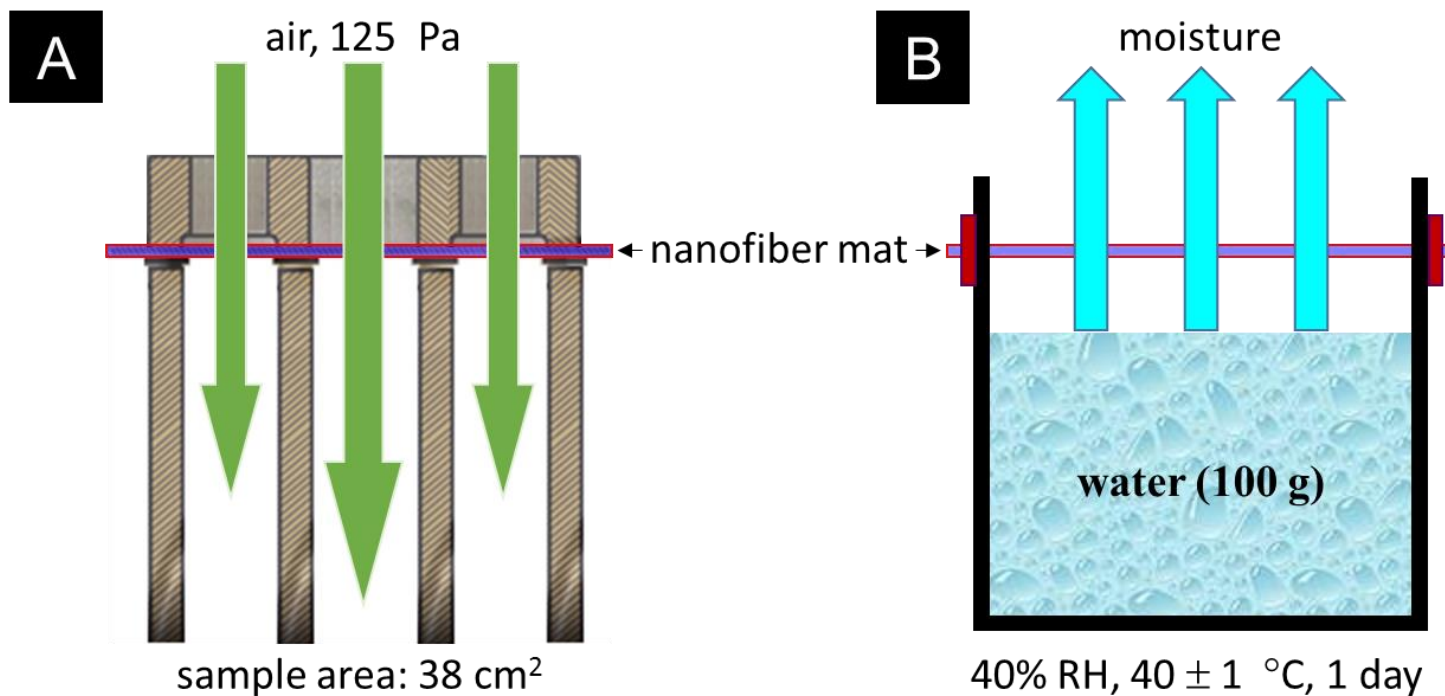 A
air, 125 Pa
B
moisture
nanofiber mat
water (100 g)
sample area: 38 cm²
40% RH, 40 ± 1 °C, 1 day